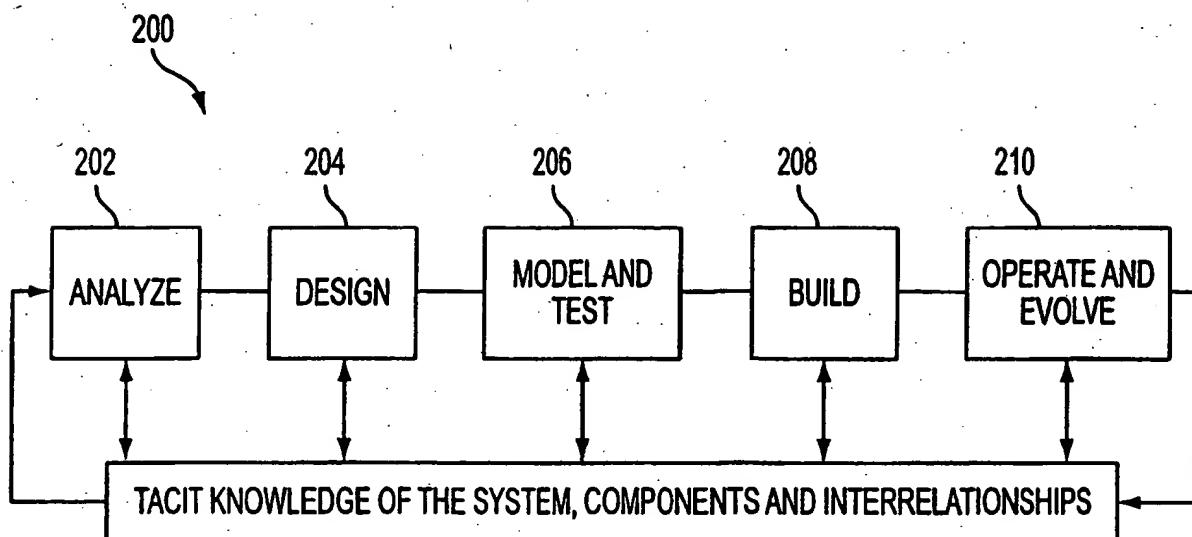 200
202
204
206
208
210
ANALYZE
DESIGN
MODEL AND
TEST
BUILD
OPERATE AND
EVOLVE
TACIT KNOWLEDGE OF THE SYSTEM, COMPONENTS AND INTERRELATIONSHIPS